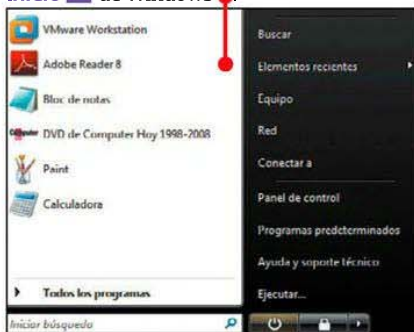 VMware Workstation
Adobe Reader 8
Bloc de notas
DVD de Computer Hoy 1998-2008
Paint
Calculadora
Todos los programas
Iniciar búsqueda
Buscar
Elementos recientes
Equipo
Red
Conectar a
Panel de control
Programas predeterminados
Ayuda y soporte técnico
Ejecutar...